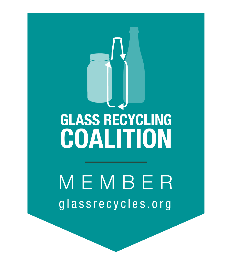 GLASS RECYCLING
COALITION
MEMBER
glassrecycles.org